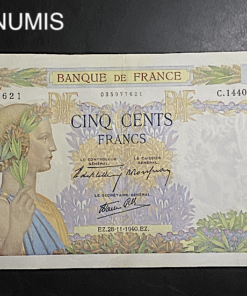 NUMIS
BANQUE DE FRANCE
621 035977621 C.1440
CINQ CENTS
FRANCS
LE CONTRÔLEUR GÉNÉRAL LE CAISSIER GÉNÉRAL
LE SECRÉTAIRE GÉNÉRAL
EZ.28-11-1940.EZ.